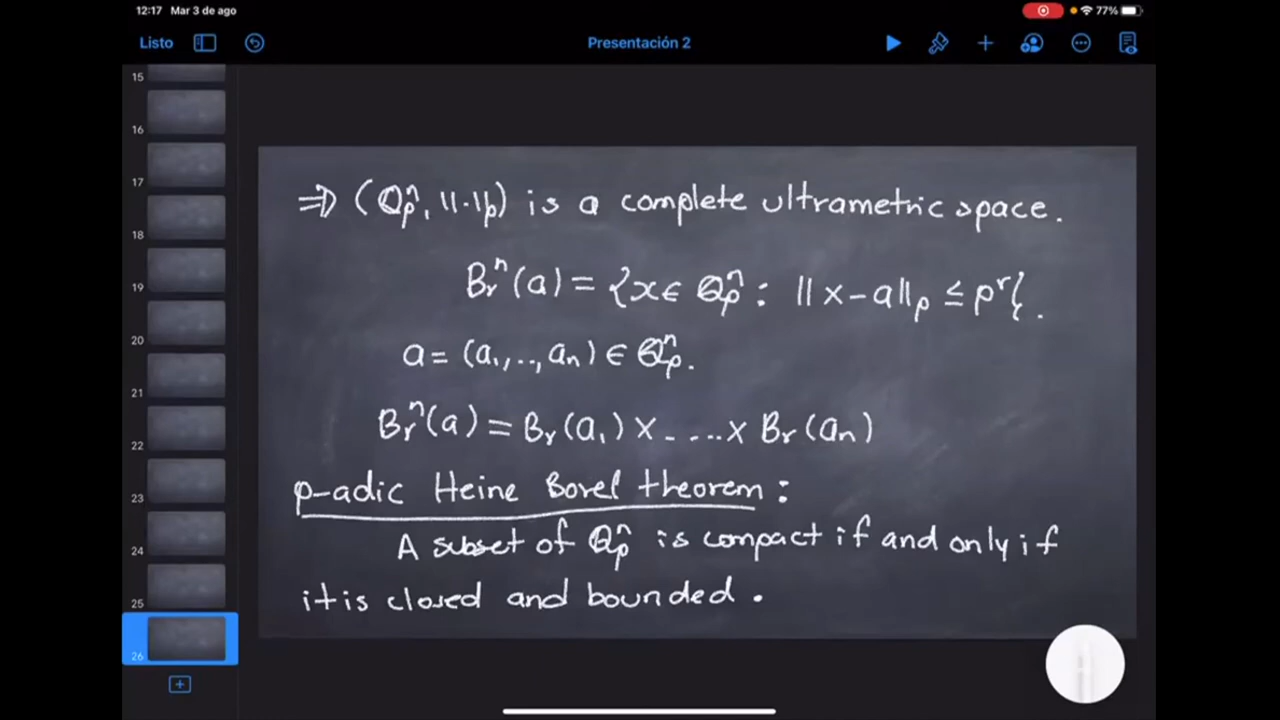 12:17 Mar 3 de ago
77%
Listo
Presentación 2
15
16
17
18
19
20
21
22
23
24
25
26
⇒ (ℚₚⁿ, ||·||ₚ) is a complete ultrametric space.
Bᵣⁿ(a) = {x ∈ ℚₚⁿ : ||x-a||ₚ ≤ pʳ}.
a = (a₁,..,aₙ) ∈ ℚₚⁿ.
Bᵣⁿ(a) = Bᵣ(a₁) × ..... × Bᵣ(aₙ)
p-adic Heine Borel theorem :
A subset of ℚₚⁿ is compact if and only if
it is closed and bounded .